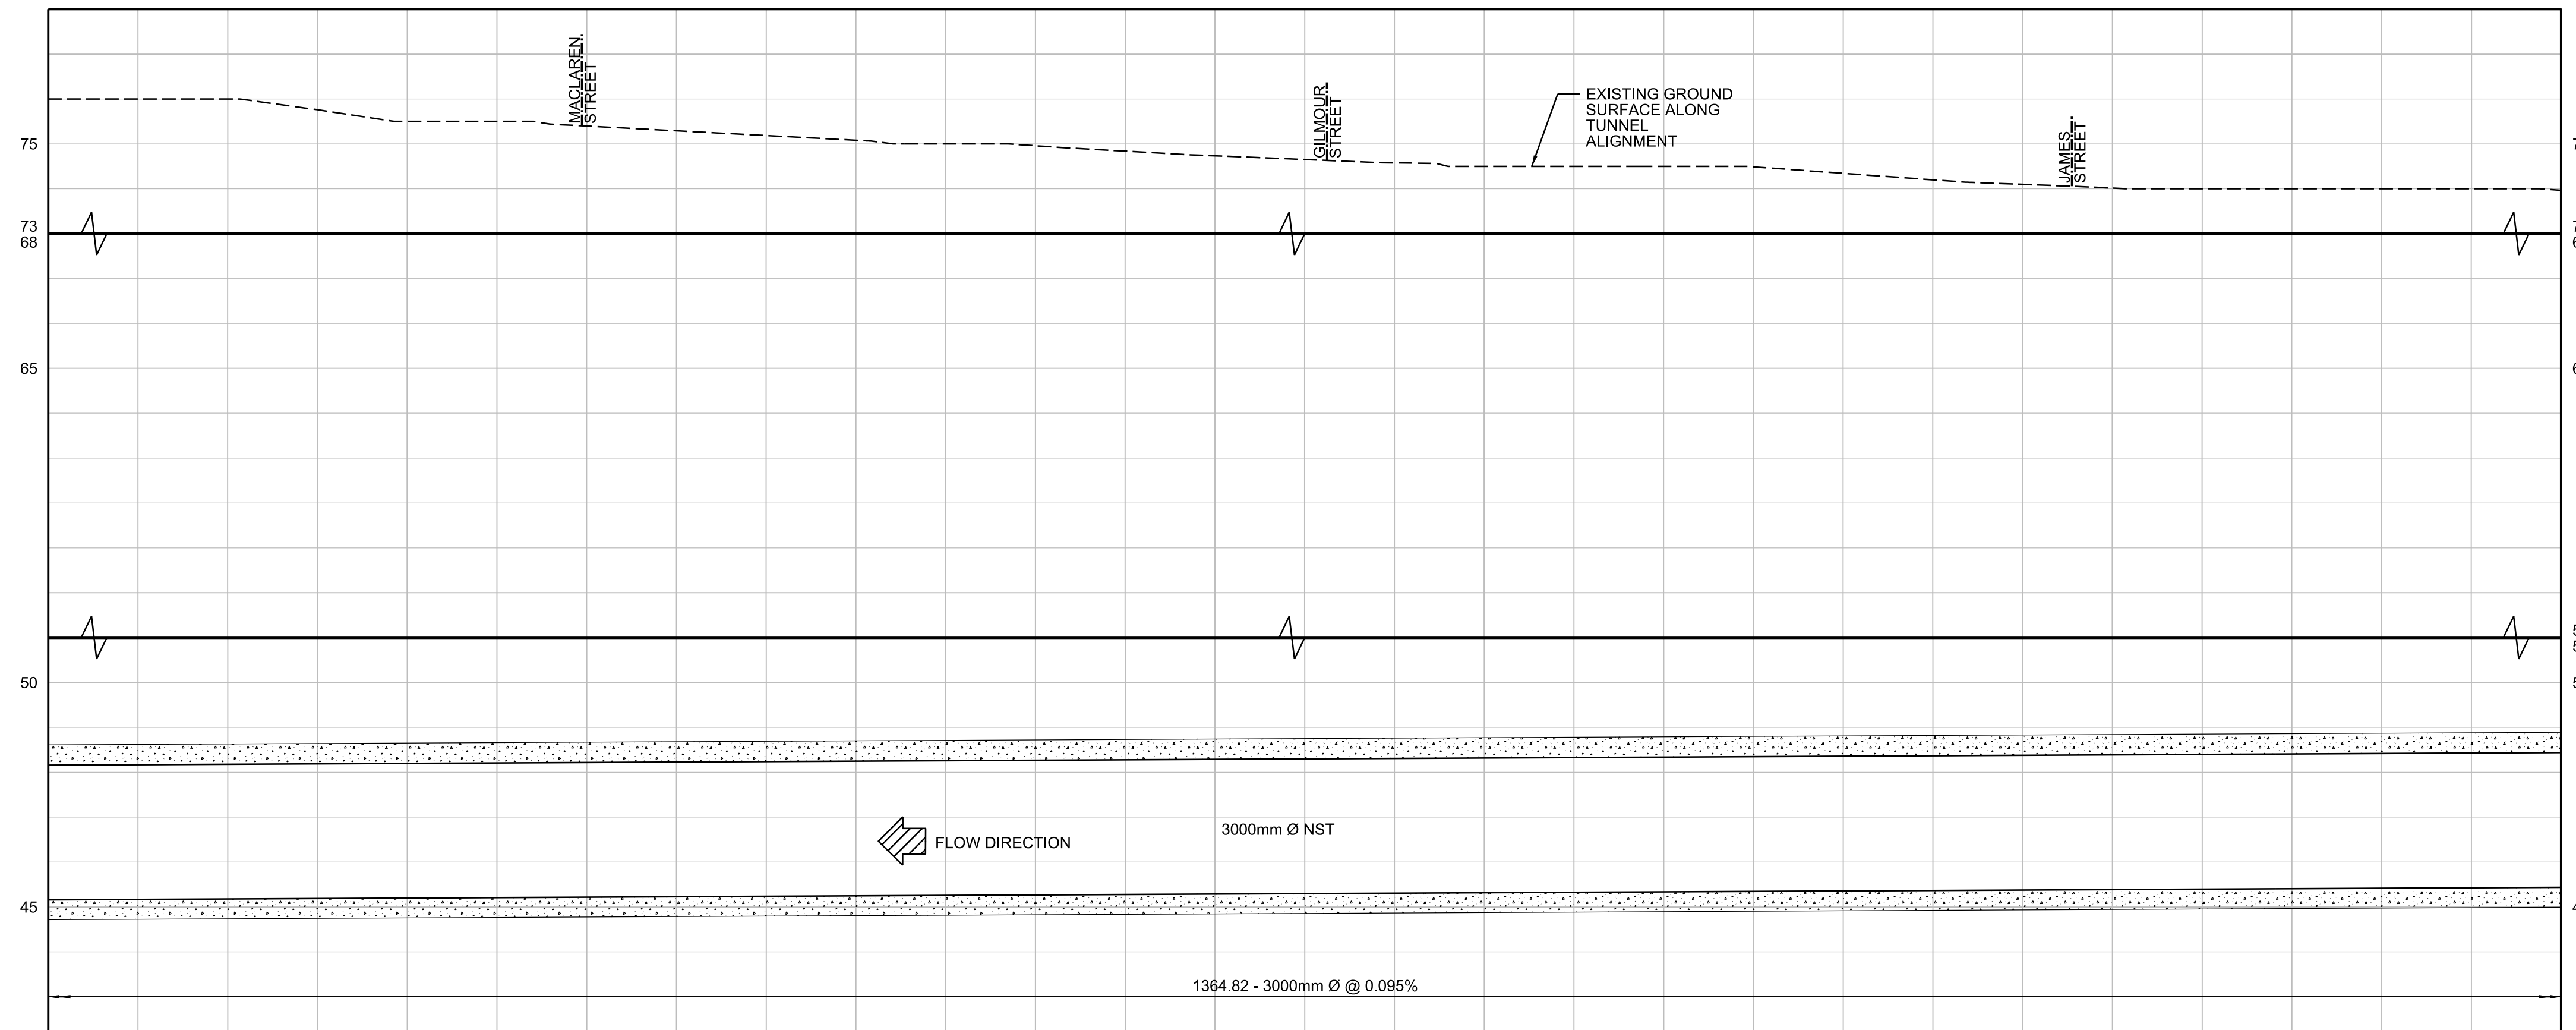 MACLAREN
STREET
GILMOUR
STREET
EXISTING GROUND
SURFACE ALONG
TUNNEL
ALIGNMENT
JAMES
STREET
75
73
68
65
50
FLOW DIRECTION
3000mm Ø NST
45
1364.82 - 3000mm Ø @ 0.095%